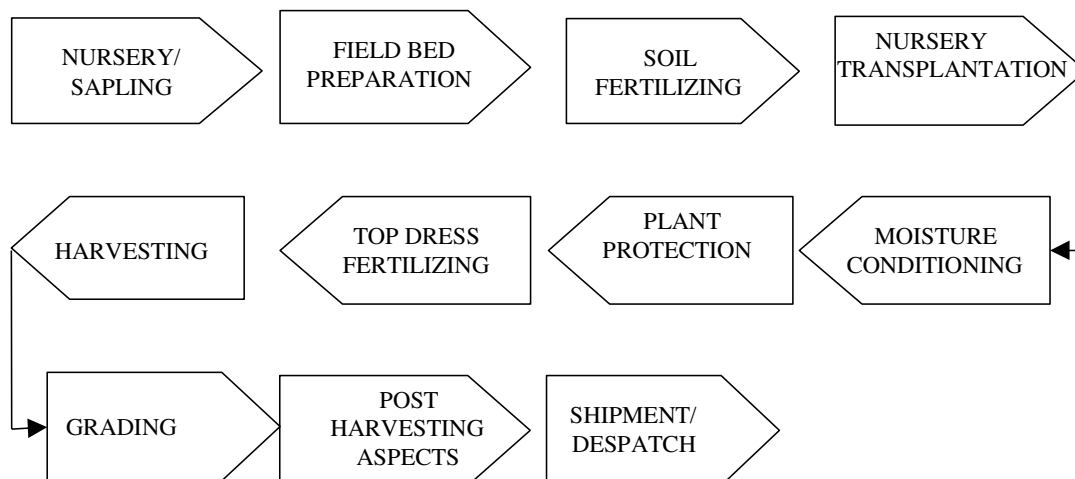 NURSERY/
SAPLING
FIELD BED
PREPARATION
SOIL
FERTILIZING
NURSERY
TRANSPLANTATION
HARVESTING
TOP DRESS
FERTILIZING
PLANT
PROTECTION
MOISTURE
CONDITIONING
GRADING
POST
HARVESTING
ASPECTS
SHIPMENT/
DESPATCH